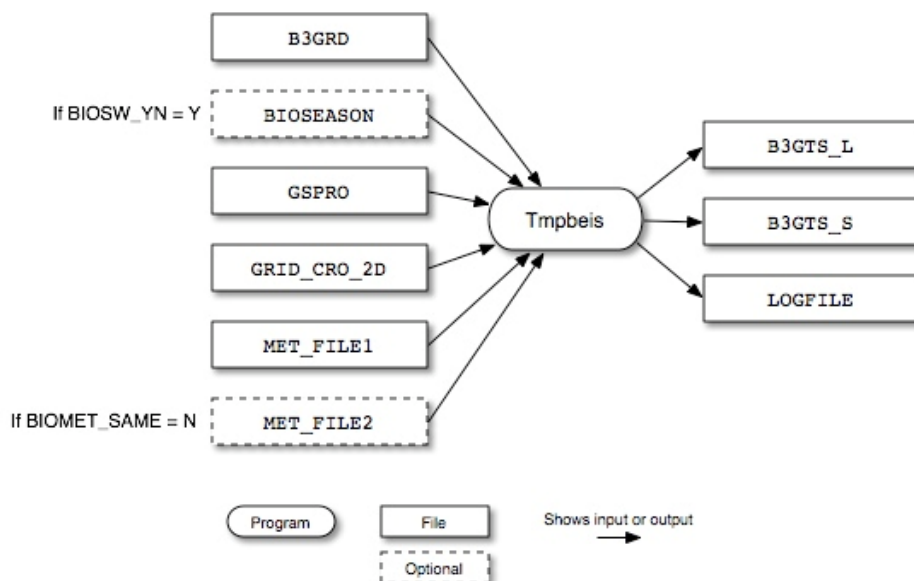 B3GRD
If BIOSW_YN = Y
BIOSEASON
GSPRO
GRID_CRO_2D
MET_FILE1
If BIOMET_SAME = N
MET_FILE2
Tmpbeis
B3GTS_L
B3GTS_S
LOGFILE
Program
File
Shows input or output
Optional